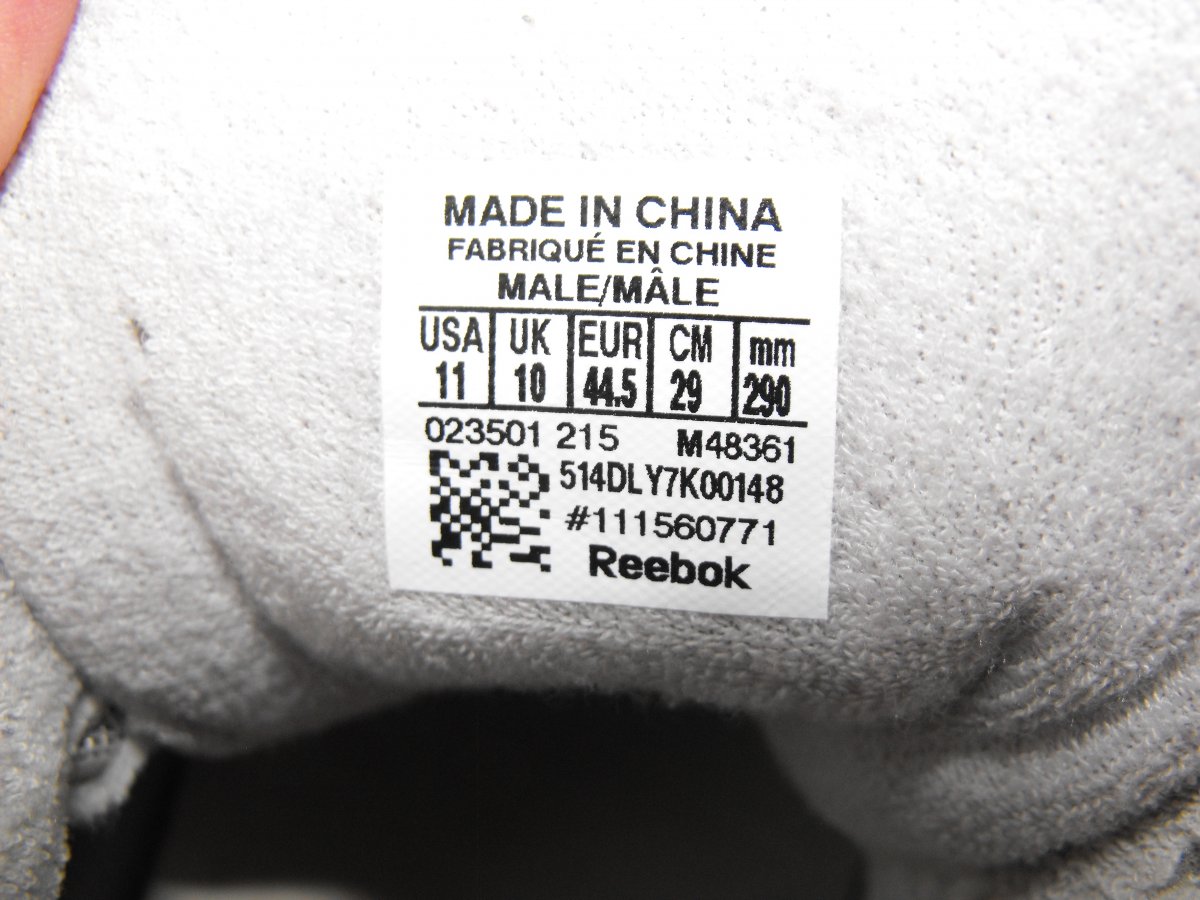 MADE IN CHINA
FABRIQUÉ EN CHINE
MALE/MÂLE
USA UK EUR CM mm
11 10 44.5 29 290
023501 215 M48361
514DLY7K00148
#111560771
Reebok